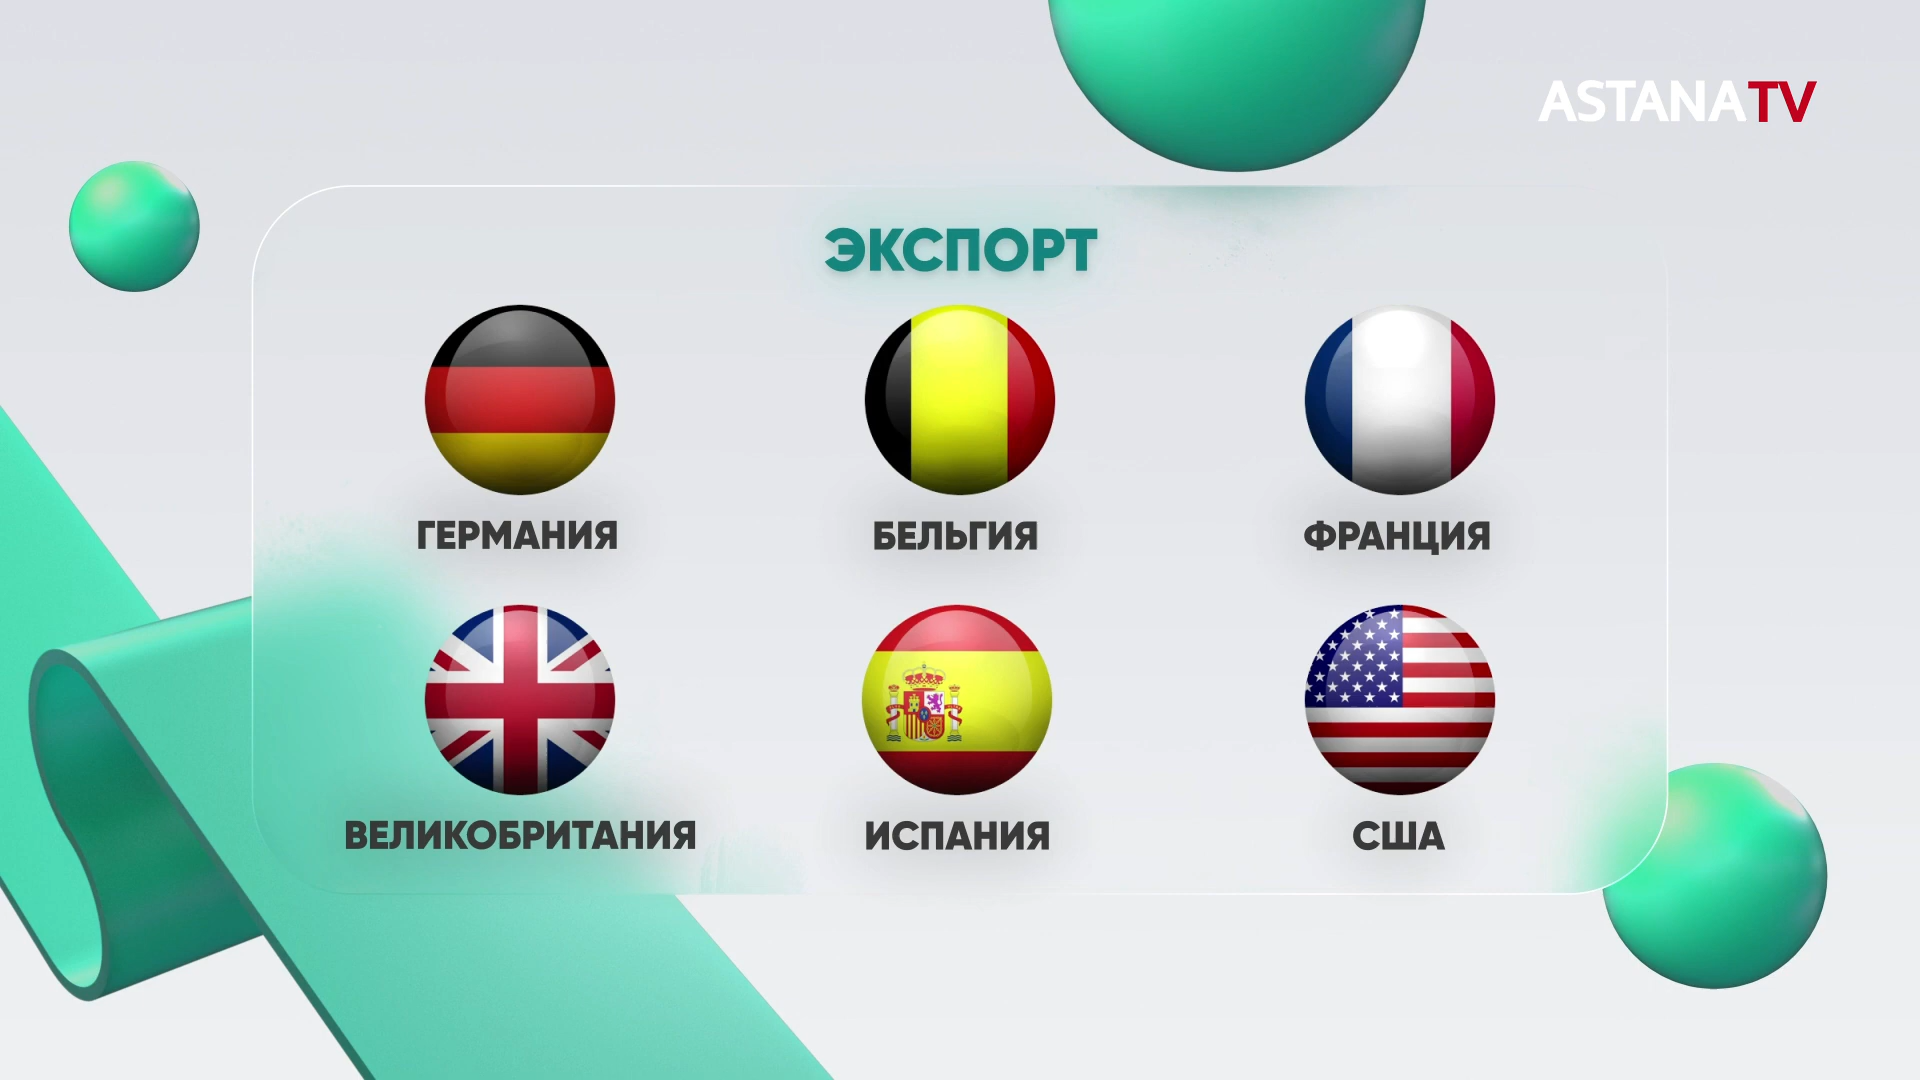 ASTANATV
ЭКСПОРТ
ГЕРМАНИЯ
БЕЛЬГИЯ
ФРАНЦИЯ
ВЕЛИКОБРИТАНИЯ
ИСПАНИЯ
США